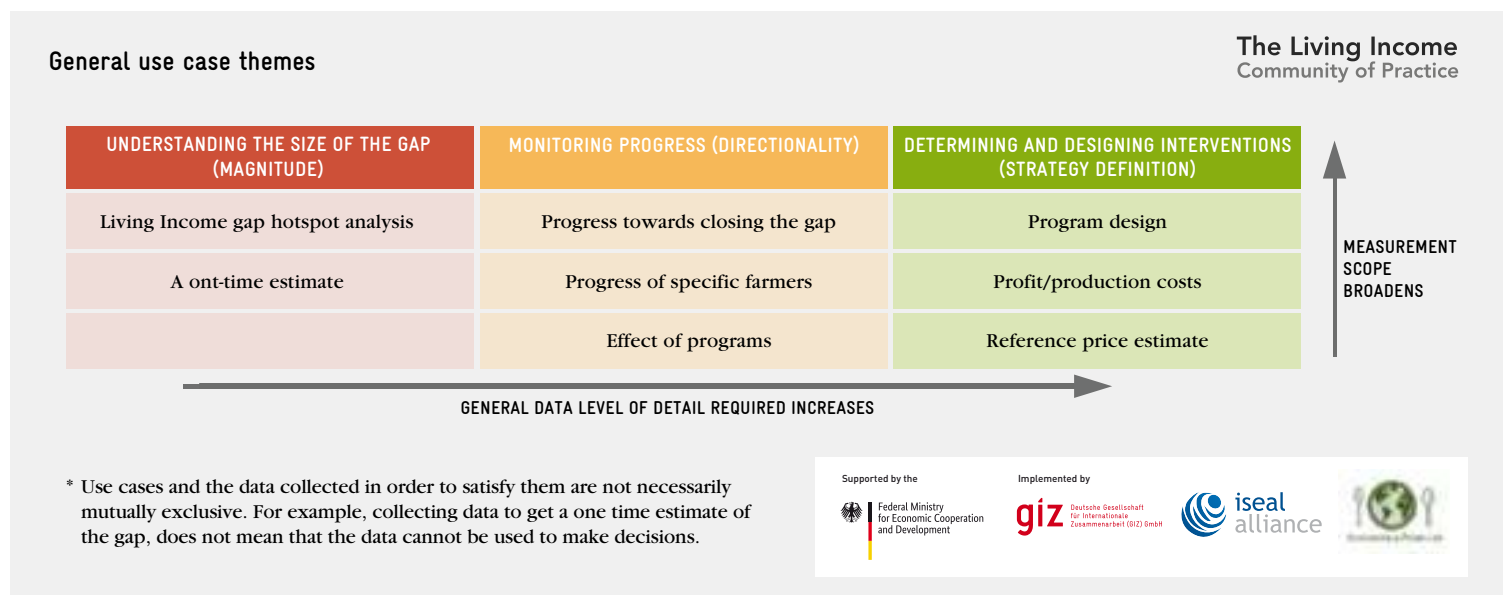 General use case themes
The Living Income
Community of Practice
UNDERSTANDING THE SIZE OF THE GAP
(MAGNITUDE)
MONITORING PROGRESS (DIRECTIONALITY)
DETERMINING AND DESIGNING INTERVENTIONS
(STRATEGY DEFINITION)
Living Income gap hotspot analysis
Progress towards closing the gap
Program design
A ont-time estimate
Progress of specific farmers
Profit/production costs
Effect of programs
Reference price estimate
MEASUREMENT
SCOPE
BROADENS
GENERAL DATA LEVEL OF DETAIL REQUIRED INCREASES
* Use cases and the data collected in order to satisfy them are not necessarily
mutually exclusive. For example, collecting data to get a one time estimate of
the gap, does not mean that the data cannot be used to make decisions.
Supported by the
Federal Ministry
for Economic Cooperation
and Development
Implemented by
giz
Deutsche Gesellschaft
für Internationale
Zusammenarbeit (GIZ) GmbH
iseal
alliance